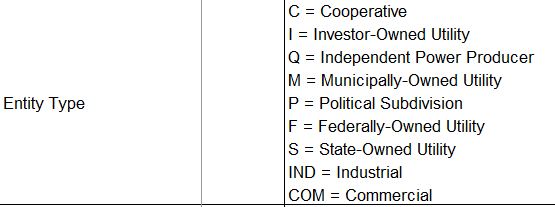 C = Cooperative
I = Investor-Owned Utility
Q = Independent Power Producer
M = Municipally-Owned Utility
Entity Type
P = Political Subdivision
F = Federally-Owned Utility
S = State-Owned Utility
IND = Industrial
COM = Commercial